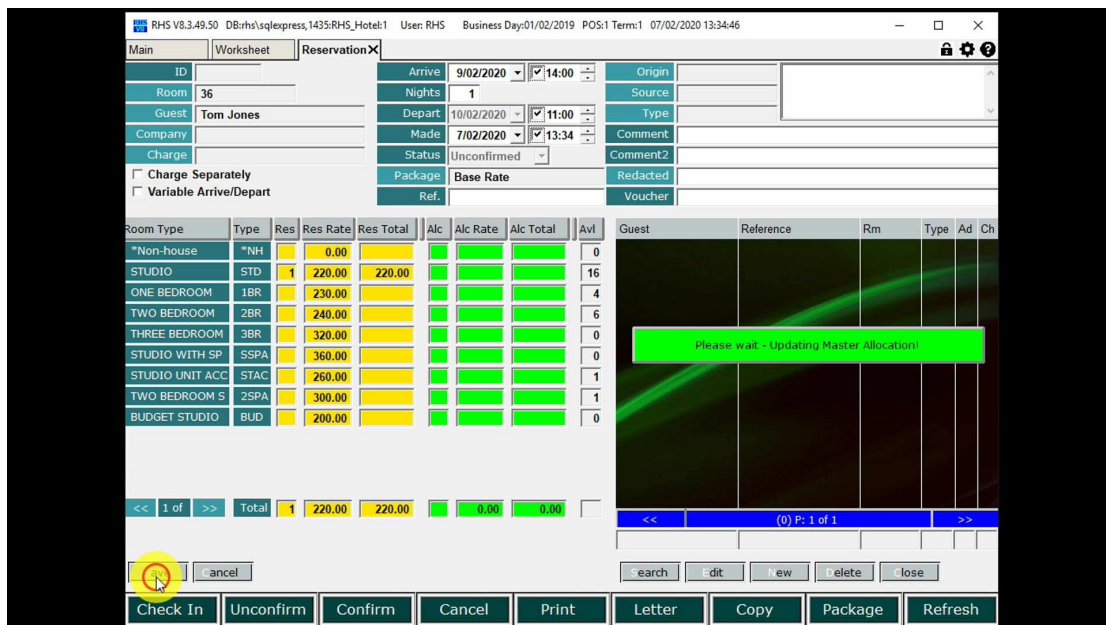 RHS V8.3.49.50 DB:rhs\sqlexpress,1435:RHS_Hotel:1 User: RHS Business Day:01/02/2019 POS:1 Term:1 07/02/2020 13:34:46
Main Worksheet Reservation
ID Arrive 9/02/2020 14:00 Origin
Room 36 Nights 1 Source
Guest Tom Jones Depart 10/02/2020 11:00 Type
Company Made 7/02/2020 13:34 Comment
Charge Status Unconfirmed Comment2
Charge Separately Package Base Rate Redacted
Variable Arrive/Depart Ref. Voucher
Room Type Type Res Res Rate Res Total Alc Alc Rate Alc Total Avl Guest Reference Rm Type Ad Ch
*Non-house *NH 0.00 0
STUDIO STD 1 220.00 220.00 16
ONE BEDROOM 1BR 230.00 4
TWO BEDROOM 2BR 240.00 6
THREE BEDROOM 3BR 320.00 0
Please wait - Updating Master Allocation!
STUDIO WITH SP SSPA 360.00 0
STUDIO UNIT ACC STAC 260.00 1
TWO BEDROOM S 2SPA 300.00 1
BUDGET STUDIO BUD 200.00 0
<< 1 of >> Total 1 220.00 220.00 0.00 0.00
<< (0) P: 1 of 1 >>
ave ancel earch dit ew elete lose
Check In Unconfirm Confirm Cancel Print Letter Copy Package Refresh